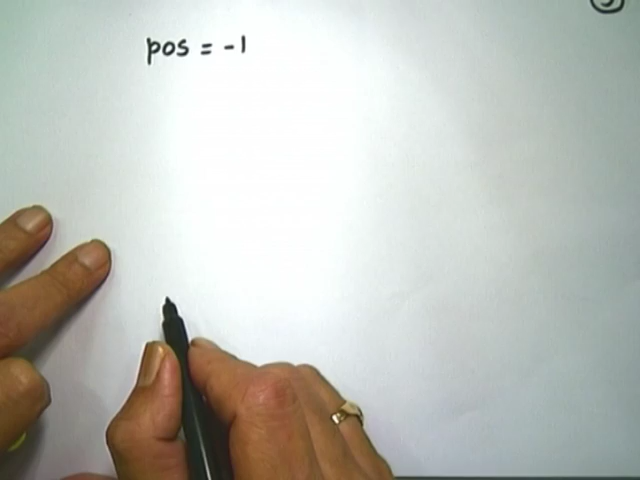 pos = -1